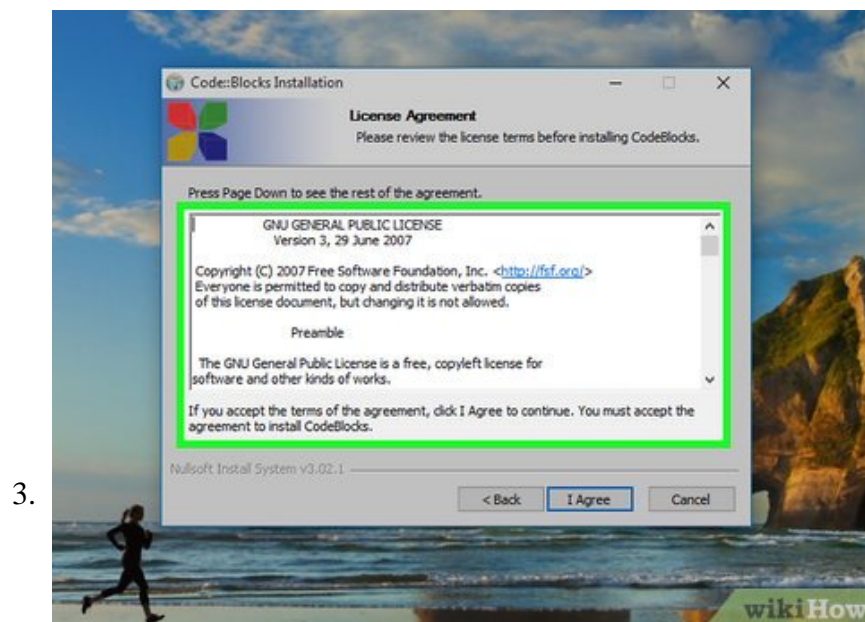 Code::Blocks Installation
License Agreement
Please review the license terms before installing CodeBlocks.
Press Page Down to see the rest of the agreement.
GNU GENERAL PUBLIC LICENSE
Version 3, 29 June 2007
Copyright (C) 2007 Free Software Foundation, Inc. <http://fsf.org/>
Everyone is permitted to copy and distribute verbatim copies
of this license document, but changing it is not allowed.
Preamble
The GNU General Public License is a free, copyleft license for
software and other kinds of works.
If you accept the terms of the agreement, click I Agree to continue. You must accept the
agreement to install CodeBlocks.
Nullsoft Install System v3.02.1
3.
< Back I Agree Cancel
wikiHow